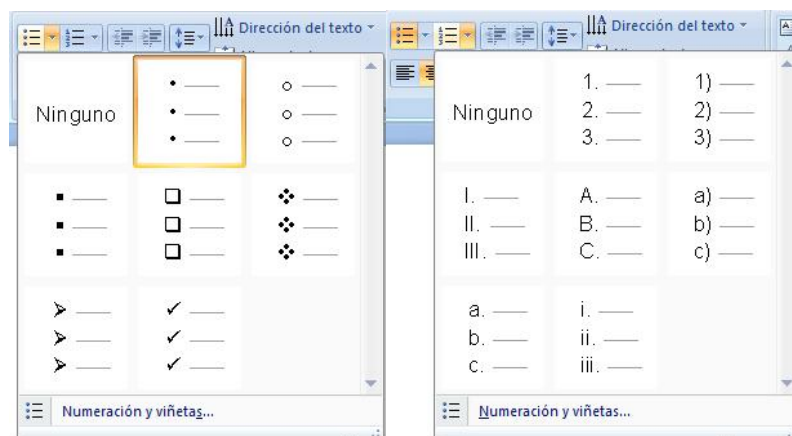 Dirección del texto
Ninguno
Numeración y viñetas...
Dirección del texto
Ninguno
1.
2.
3.
1)
2)
3)
I.
II.
III.
A.
B.
C.
a)
b)
c)
a.
b.
c.
i.
ii.
iii.
Numeración y viñetas...